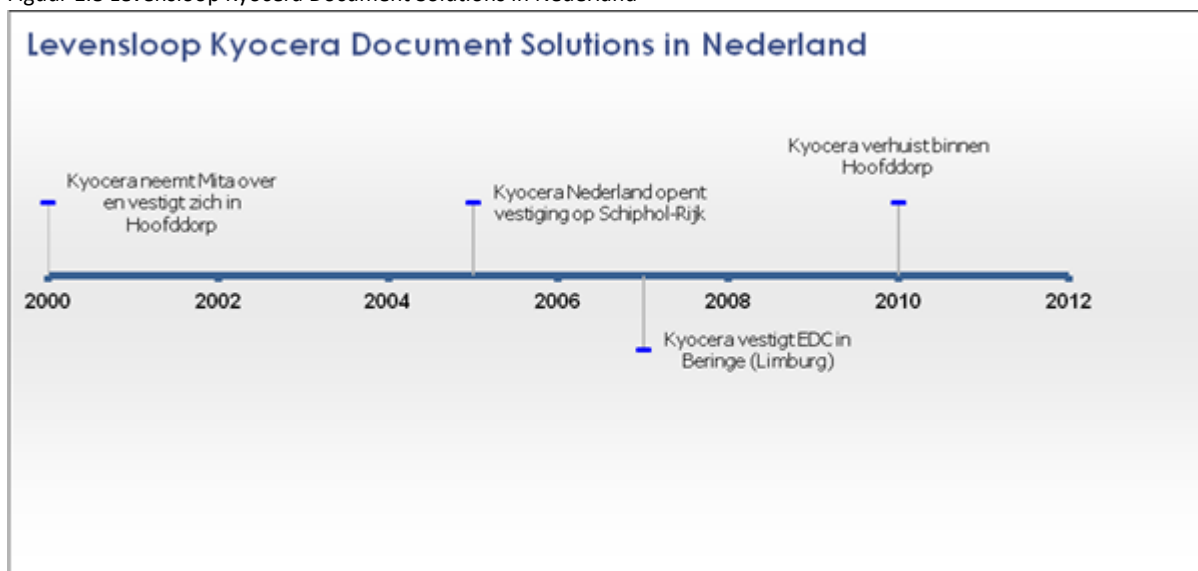 Levensloop Kyocera Document Solutions in Nederland
Kyocera verhuist binnen
Hoofddorp
Kyocera neemt Mita over
en vestigt zich in
Hoofddorp
Kyocera Nederland opent
vestiging op Schiphol-Rijk
2000 2002 2004 2006 2008 2010 2012
Kyocera vestigt EDC in
Beringe (Limburg)